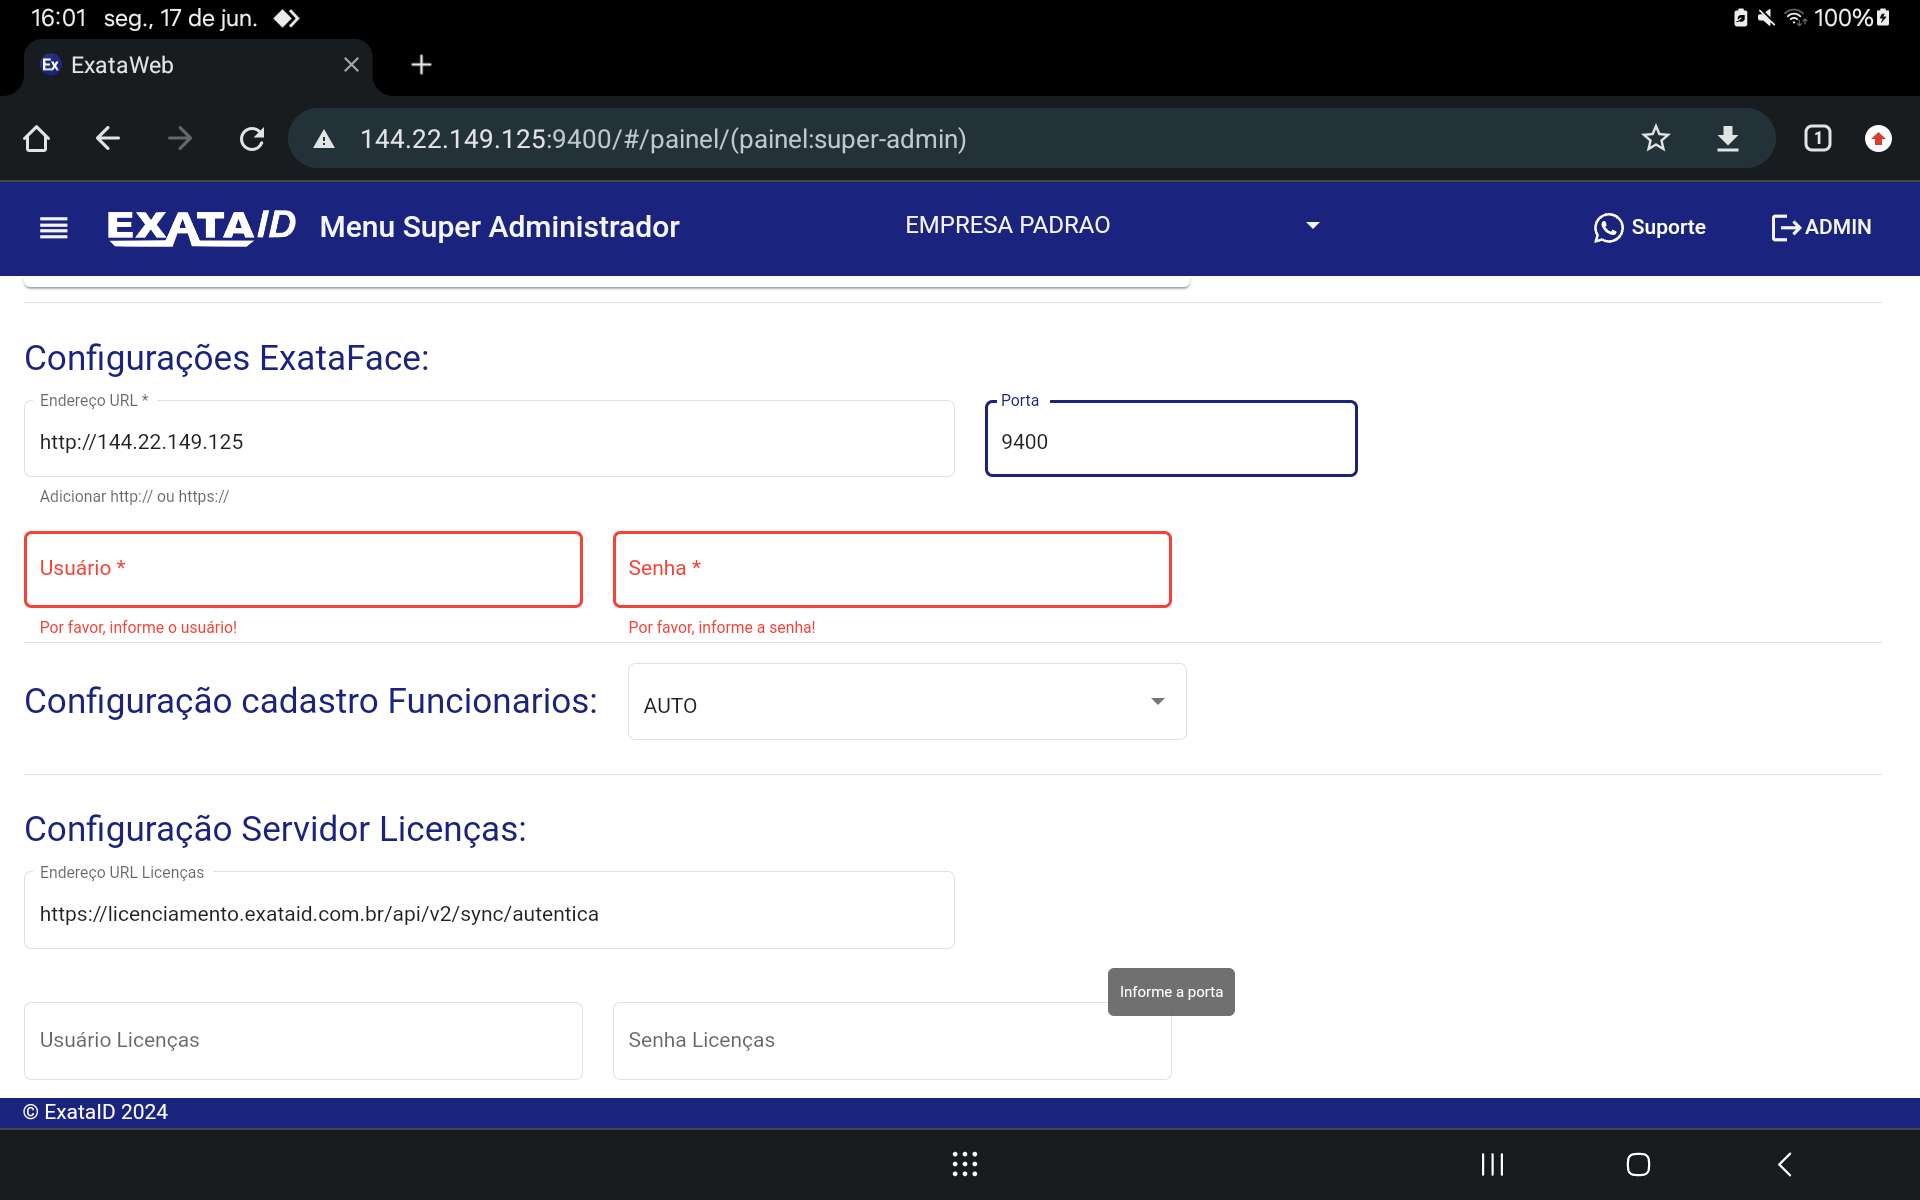 16:01 seg., 17 de jun. 100%
Ex ExataWeb
144.22.149.125:9400/#/painel/(painel:super-admin) 1
EXATAID Menu Super Administrador EMPRESA PADRAO Suporte ADMIN
Configurações ExataFace:
Endereço URL * Porta
http://144.22.149.125 9400
Adicionar http:// ou https://
Usuário * Senha *
Por favor, informe o usuário! Por favor, informe a senha!
Configuração cadastro Funcionarios: AUTO
Configuração Servidor Licenças:
Endereço URL Licenças
https://licenciamento.exataid.com.br/api/v2/sync/autentica
Informe a porta
Usuário Licenças Senha Licenças
© ExataID 2024